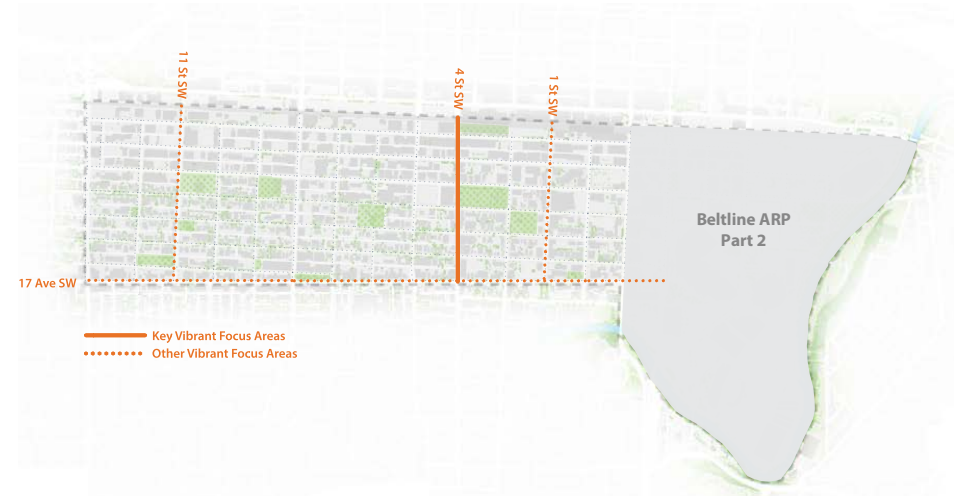 11 St SW
4 St SW
1 St SW
Beltline ARP
Part 2
17 Ave SW
Key Vibrant Focus Areas
Other Vibrant Focus Areas